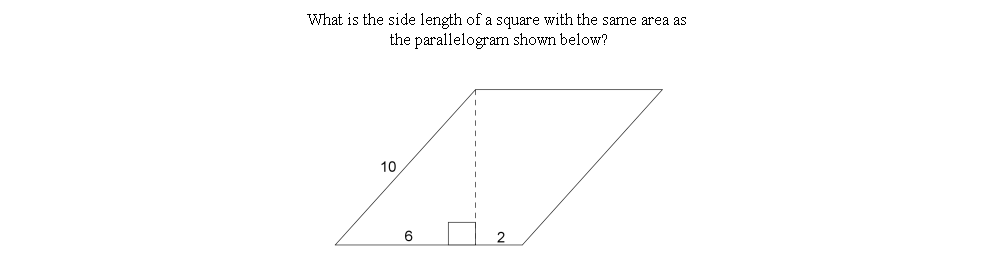 What is the side length of a square with the same area as
the parallelogram shown below?
10
6
2